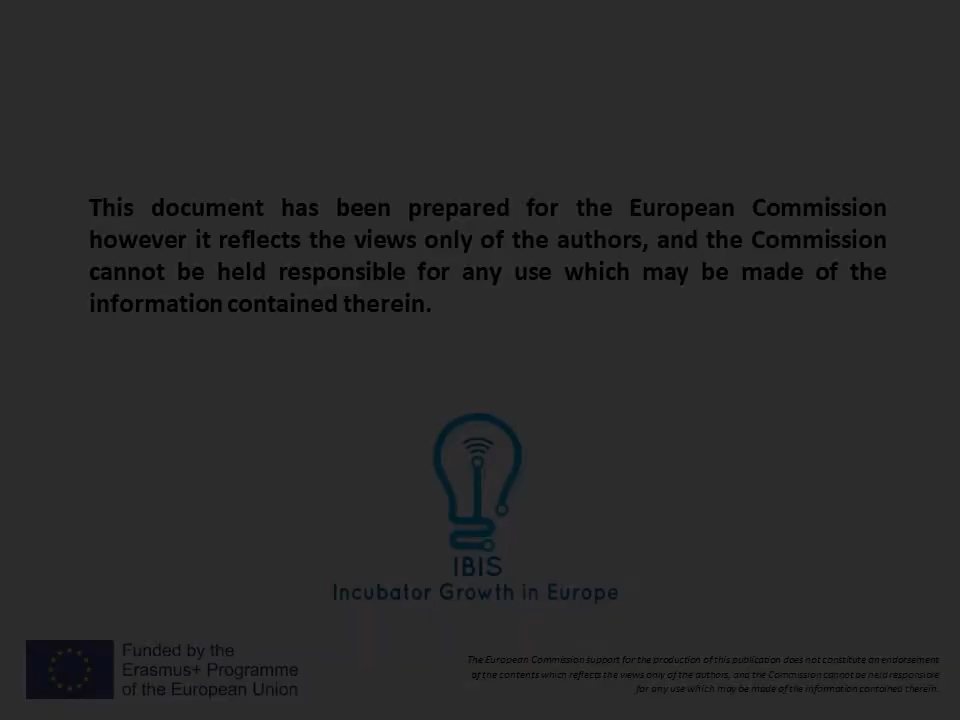 This document has been prepared for the European Commission
however it reflects the views only of the authors, and the Commission
cannot be held responsible for any use which may be made of the
information contained therein.
IBIS
Incubator Growth in Europe
Funded by the
Erasmus+ Programme
of the European Union
The European Commission support for the production of this publication does not constitute an endorsement
of the contents which reflects the views only of the authors, and the Commission cannot be held responsible
for any use which may be made of the information contained therein.